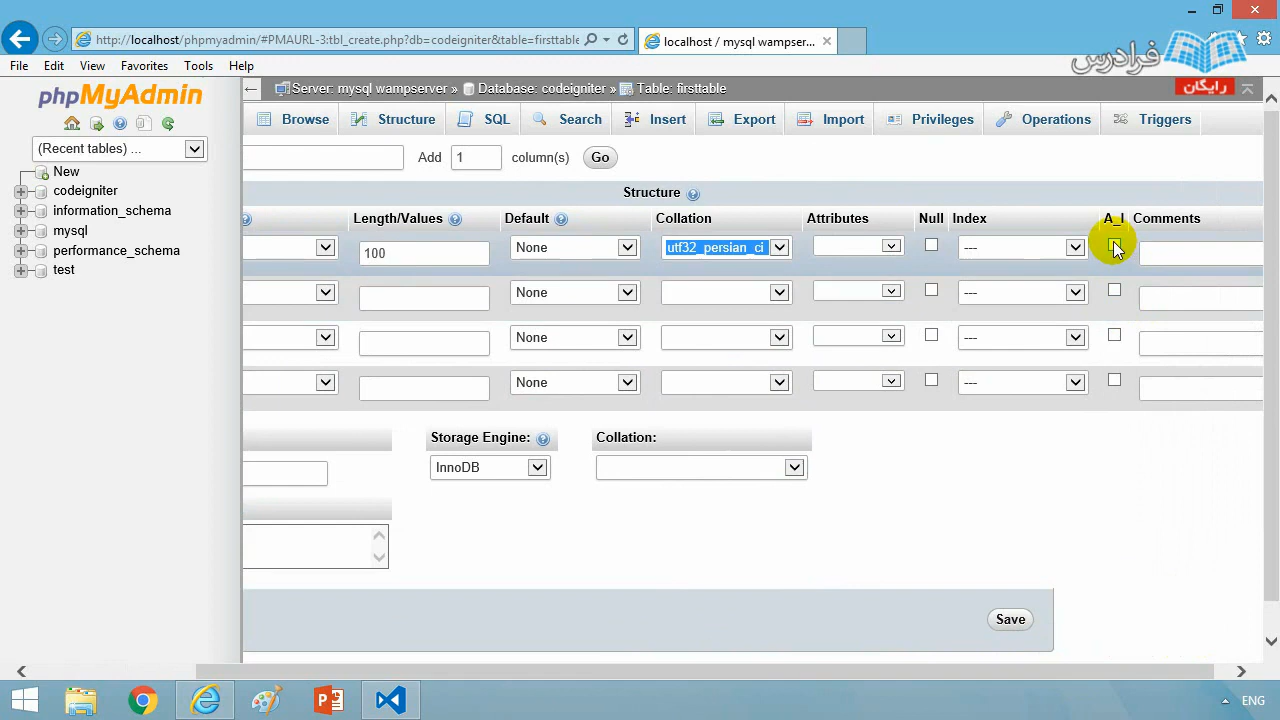 http://localhost/phpmyadmin/#PMAURL-3:tbl_create.php?db=codeigniter&table=firsttable
localhost / mysql wampser...
File Edit View Favorites Tools Help
فرادرس
رایگان
phpMyAdmin
Server: mysql wampserver » Database: codeigniter » Table: firsttable
Browse Structure SQL Search Insert Export Import Privileges Operations Triggers
(Recent tables) ...
Add 1 column(s) Go
New
codeigniter
information_schema
mysql
performance_schema
test
Structure
Length/Values Default Collation Attributes Null Index A_I Comments
100 None utf32_persian_ci ---
None ---
None ---
None ---
Storage Engine: Collation:
InnoDB
Save
ENG